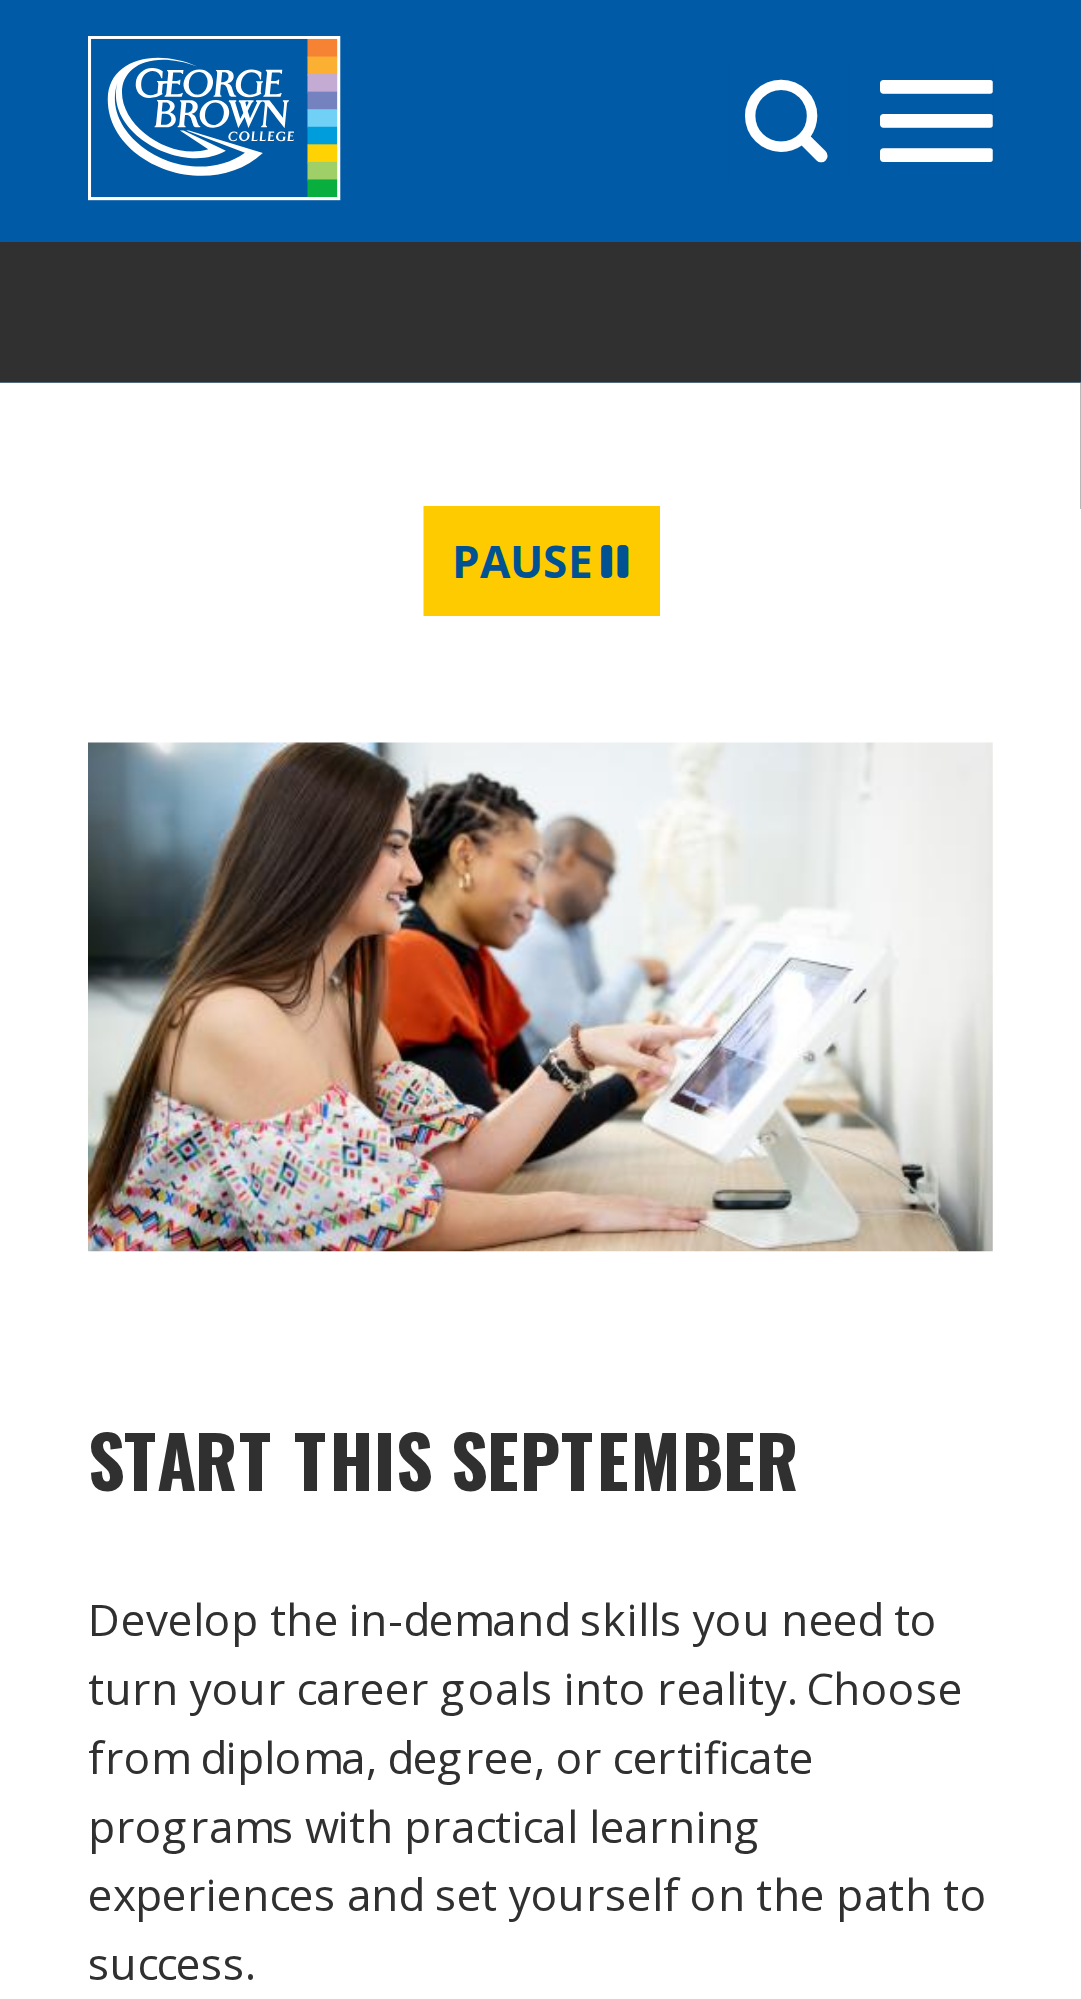 GEORGE
BROWN
COLLEGE
PAUSE
START THIS SEPTEMBER
Develop the in-demand skills you need to
turn your career goals into reality. Choose
from diploma, degree, or certificate
programs with practical learning
experiences and set yourself on the path to
success.